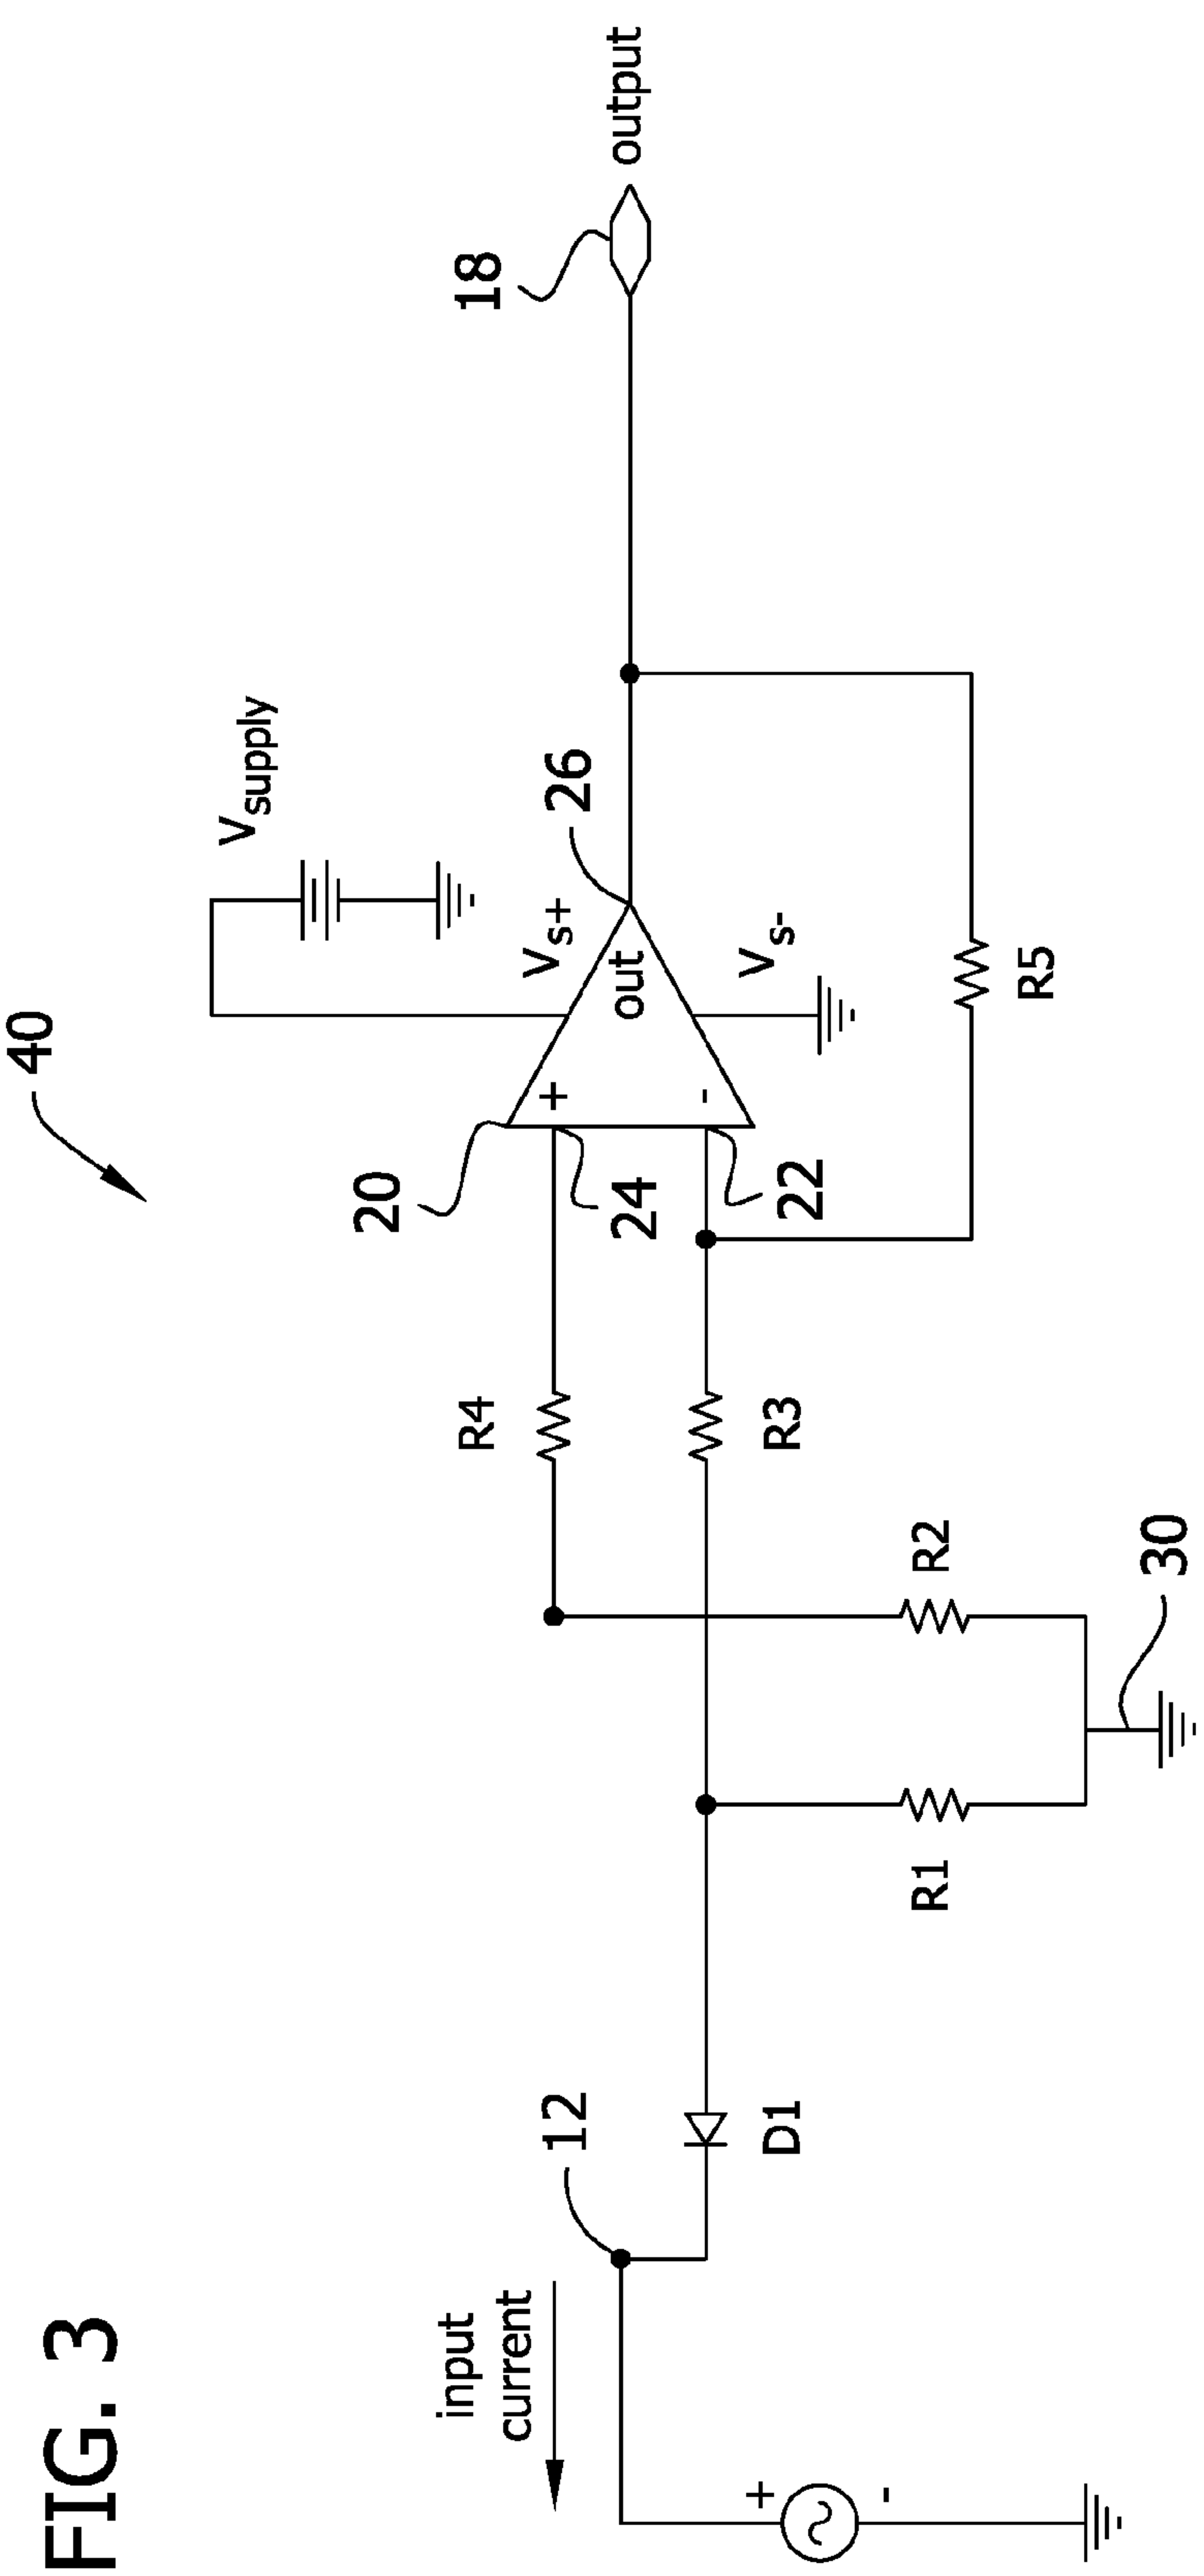 FIG. 3
40
Vsupply
Vs+
26
18
output
20
+
out
24
-
22
Vs-
R4
R3
R5
input
current
12
D1
+
-
R1
R2
30